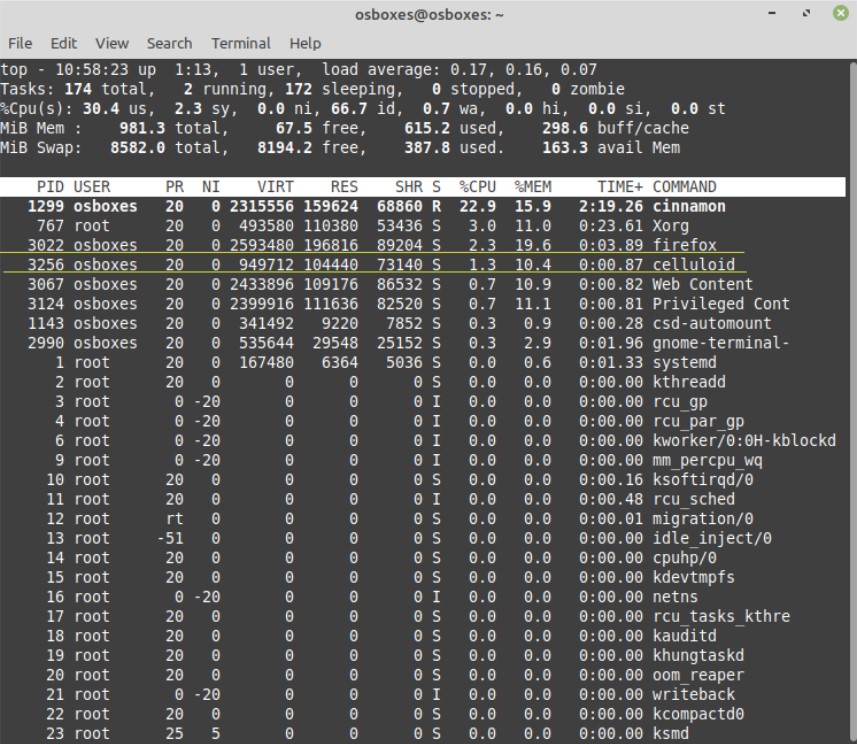 osboxes@osboxes: ~
File Edit View Search Terminal Help
top - 10:58:23 up  1:13,  1 user,  load average: 0.17, 0.16, 0.07
Tasks: 174 total,   2 running, 172 sleeping,   0 stopped,   0 zombie
%Cpu(s): 30.4 us,  2.3 sy,  0.0 ni, 66.7 id,  0.7 wa,  0.0 hi,  0.0 si,  0.0 st
MiB Mem :    981.3 total,     67.5 free,    615.2 used,    298.6 buff/cache
MiB Swap:   8582.0 total,   8194.2 free,    387.8 used.    163.3 avail Mem
PID USER      PR  NI    VIRT    RES    SHR S  %CPU  %MEM     TIME+ COMMAND
1299 osboxes   20   0 2315556 159624  68860 R  22.9  15.9   2:19.26 cinnamon
767 root      20   0  493580 110380  53436 S   3.0  11.0   0:23.61 Xorg
3022 osboxes   20   0 2593480 196816  89204 S   2.3  19.6   0:03.89 firefox
3256 osboxes   20   0  949712 104440  73140 S   1.3  10.4   0:00.87 celluloid
3067 osboxes   20   0 2433896 109176  86532 S   0.7  10.9   0:00.82 Web Content
3124 osboxes   20   0 2399916 111636  82520 S   0.7  11.1   0:00.81 Privileged Cont
1143 osboxes   20   0  341492   9220   7852 S   0.3   0.9   0:00.28 csd-automount
2990 osboxes   20   0  535644  29548  25152 S   0.3   2.9   0:01.96 gnome-terminal-
1 root      20   0  167480   6364   5036 S   0.0   0.6   0:01.33 systemd
2 root      20   0       0      0      0 S   0.0   0.0   0:00.00 kthreadd
3 root       0 -20       0      0      0 I   0.0   0.0   0:00.00 rcu_gp
4 root       0 -20       0      0      0 I   0.0   0.0   0:00.00 rcu_par_gp
6 root       0 -20       0      0      0 I   0.0   0.0   0:00.00 kworker/0:0H-kblockd
9 root       0 -20       0      0      0 I   0.0   0.0   0:00.00 mm_percpu_wq
10 root      20   0       0      0      0 S   0.0   0.0   0:00.16 ksoftirqd/0
11 root      20   0       0      0      0 I   0.0   0.0   0:00.48 rcu_sched
12 root      rt   0       0      0      0 S   0.0   0.0   0:00.01 migration/0
13 root     -51   0       0      0      0 S   0.0   0.0   0:00.00 idle_inject/0
14 root      20   0       0      0      0 S   0.0   0.0   0:00.00 cpuhp/0
15 root      20   0       0      0      0 S   0.0   0.0   0:00.00 kdevtmpfs
16 root       0 -20       0      0      0 I   0.0   0.0   0:00.00 netns
17 root      20   0       0      0      0 S   0.0   0.0   0:00.00 rcu_tasks_kthre
18 root      20   0       0      0      0 S   0.0   0.0   0:00.00 kauditd
19 root      20   0       0      0      0 S   0.0   0.0   0:00.00 khungtaskd
20 root      20   0       0      0      0 S   0.0   0.0   0:00.00 oom_reaper
21 root       0 -20       0      0      0 I   0.0   0.0   0:00.00 writeback
22 root      20   0       0      0      0 S   0.0   0.0   0:00.00 kcompactd0
23 root      25   5       0      0      0 S   0.0   0.0   0:00.00 ksmd